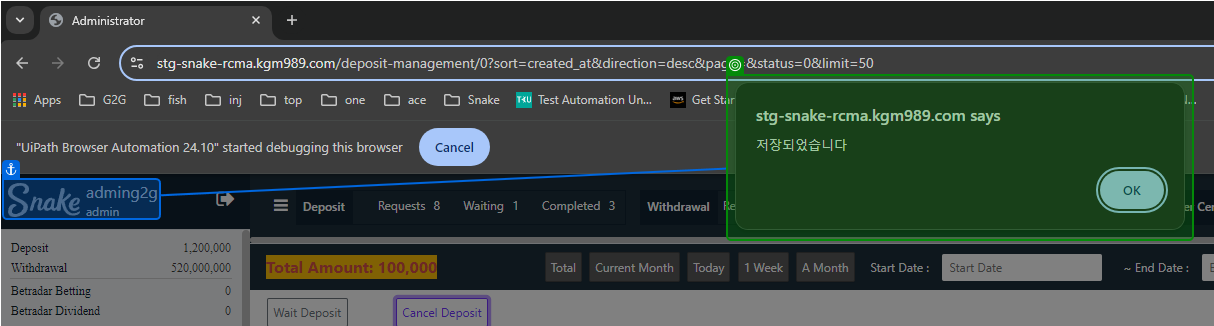 Administrator
stg-snake-rcma.kgm989.com/deposit-management/0?sort=created_at&direction=desc&pag &status=0&limit=50
Apps G2G fish inj top one ace Snake Test Automation Un... Get Star
stg-snake-rcma.kgm989.com says
저장되었습니다
OK
"UiPath Browser Automation 24.10" started debugging this browser Cancel
Snake adming2g
admin
Deposit Requests 8 Waiting 1 Completed 3 Withdrawal
Deposit 1,200,000
Withdrawal 520,000,000
Betradar Betting 0
Betradar Dividend 0
Total Amount: 100,000 Total Current Month Today 1 Week A Month Start Date : Start Date ~ End Date :
Wait Deposit Cancel Deposit